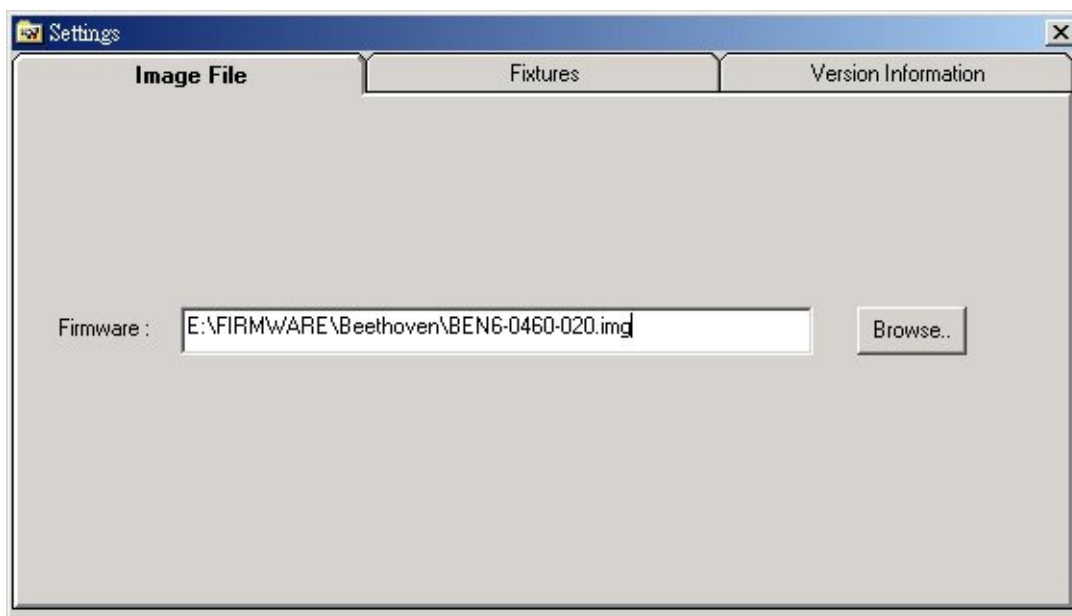 Settings
Image File Fixtures Version Information
Firmware : E:\FIRMWARE\Beethoven\BEN6-0460-020.img Browse..